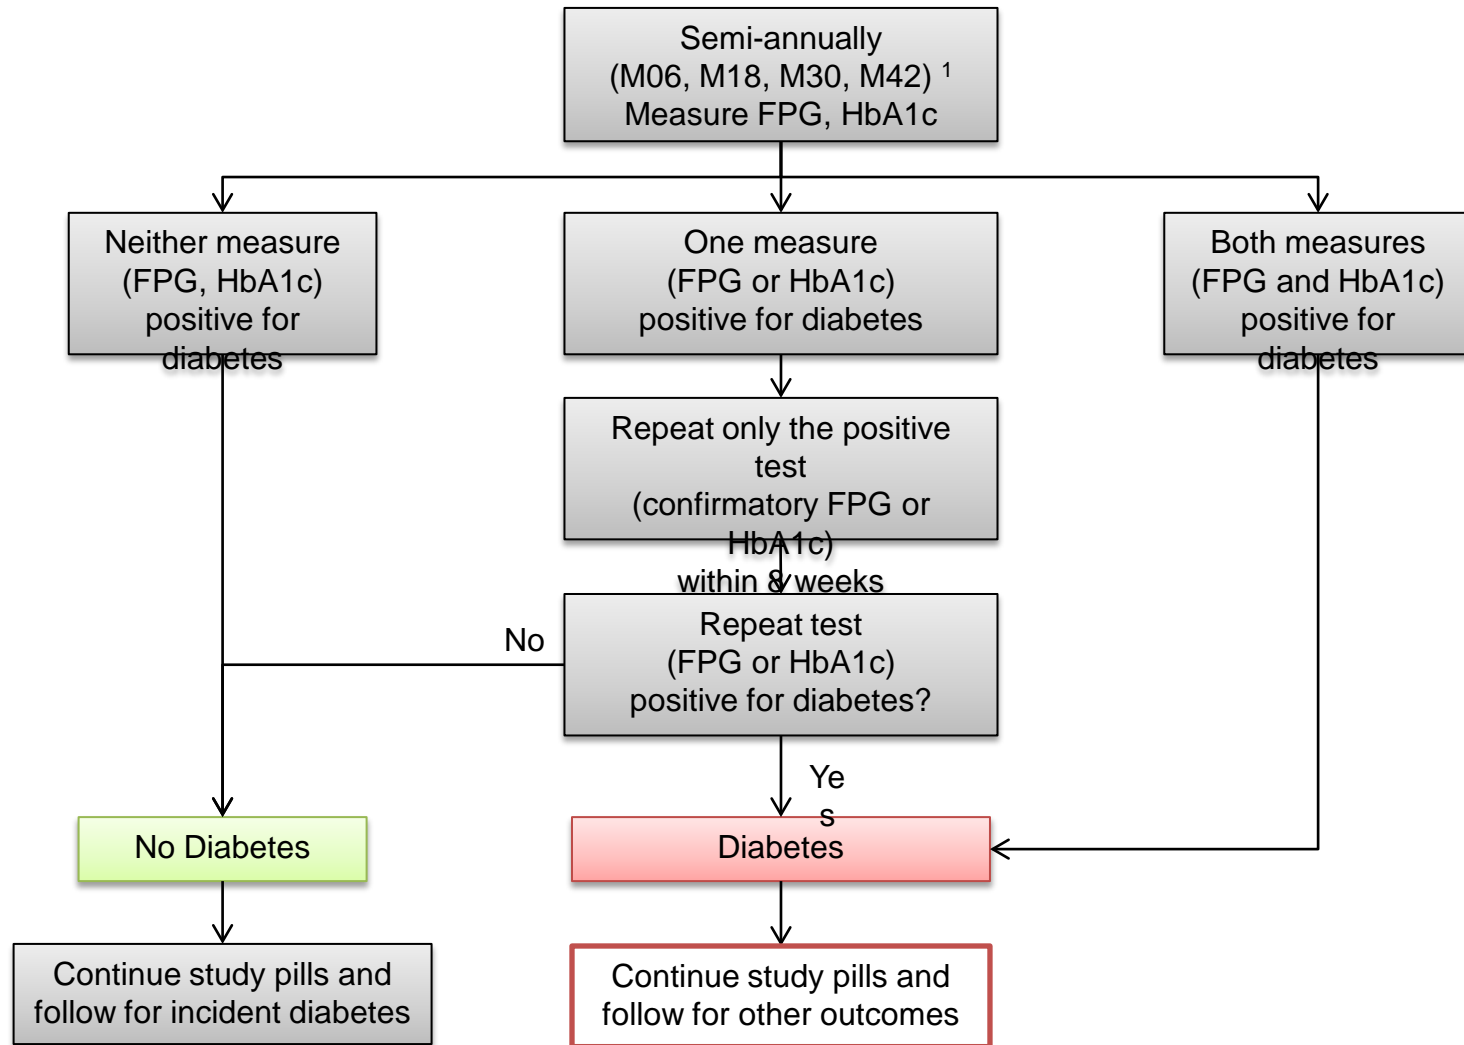 Semi-annually
(M06, M18, M30, M42) 1
Measure FPG, HbA1c
Neither measure
(FPG, HbA1c)
positive for
diabetes
One measure
(FPG or HbA1c)
positive for diabetes
Both measures
(FPG and HbA1c)
positive for
diabetes
Repeat only the positive
test
(confirmatory FPG or
HbA1c)
within 8 weeks
No
Repeat test
(FPG or HbA1c)
positive for diabetes?
Ye
s
No Diabetes
Diabetes
Continue study pills and
follow for incident diabetes
Continue study pills and
follow for other outcomes